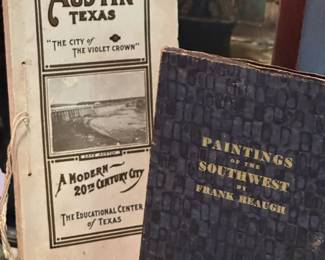 AUSTIN
TEXAS
"THE CITY OF
THE VIOLET CROWN"
A MODERN
20TH CENTURY CITY
THE EDUCATIONAL CENTER
OF TEXAS
PAINTINGS
OF THE
SOUTHWEST
BY
FRANK REAUGH